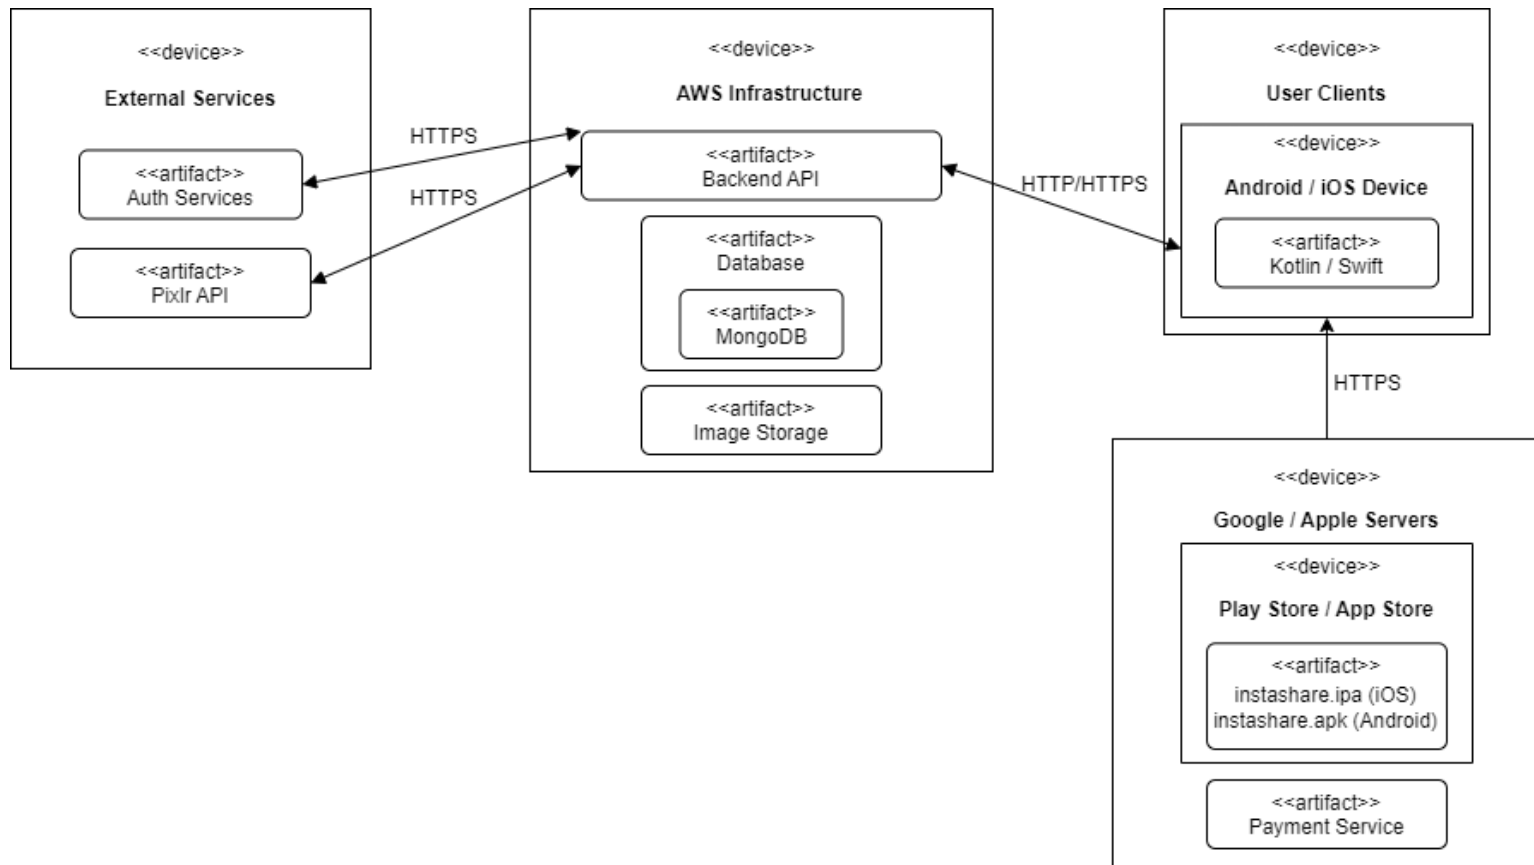 <<device>>
External Services
<<artifact>>
Auth Services
<<artifact>>
Pixlr API
HTTPS
HTTPS
<<device>>
AWS Infrastructure
<<artifact>>
Backend API
<<artifact>>
Database
<<artifact>>
MongoDB
<<artifact>>
Image Storage
HTTP/HTTPS
<<device>>
User Clients
<<device>>
Android / iOS Device
<<artifact>>
Kotlin / Swift
HTTPS
<<device>>
Google / Apple Servers
<<device>>
Play Store / App Store
<<artifact>>
instashare.ipa (iOS)
instashare.apk (Android)
<<artifact>>
Payment Service